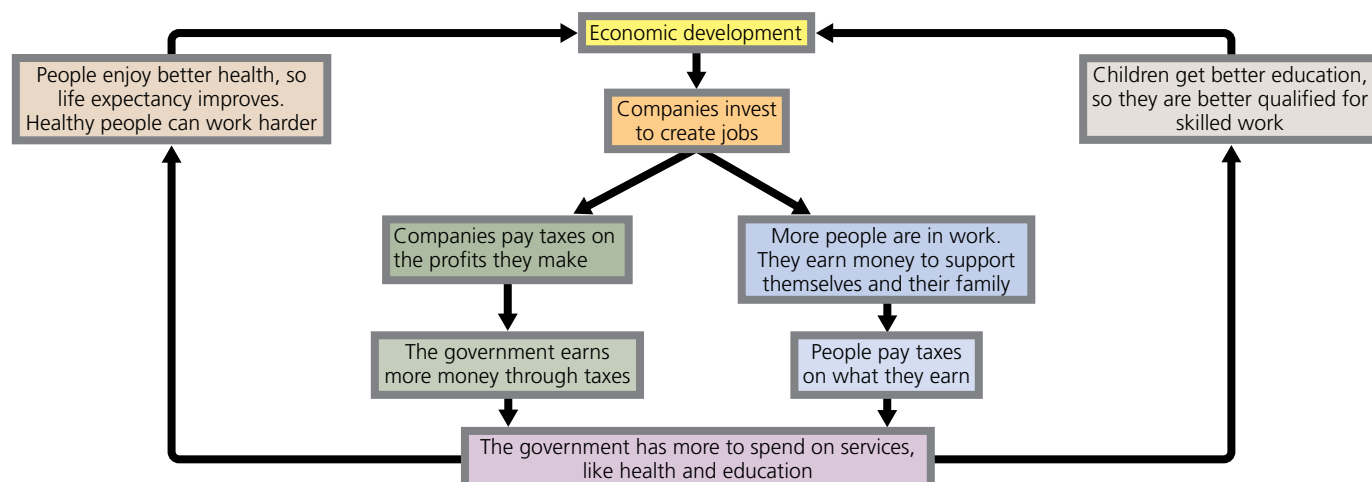 Economic development
People enjoy better health, so
life expectancy improves.
Healthy people can work harder
Companies invest
to create jobs
Children get better education,
so they are better qualified for
skilled work
Companies pay taxes on
the profits they make
More people are in work.
They earn money to support
themselves and their family
The government earns
more money through taxes
People pay taxes
on what they earn
The government has more to spend on services,
like health and education